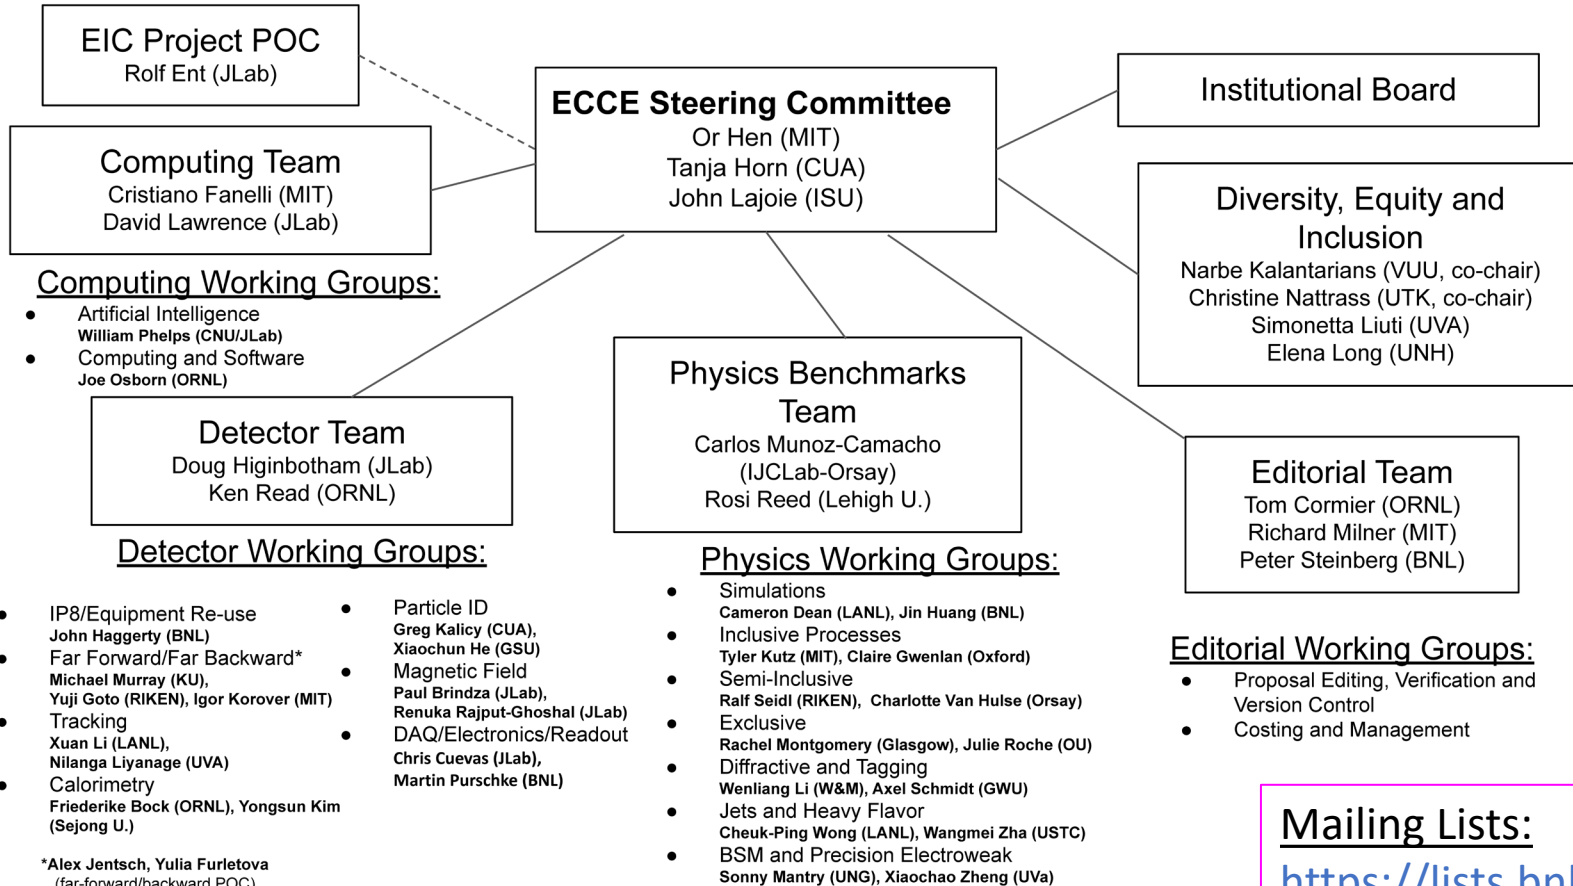 EIC Project POC
Rolf Ent (JLab)
ECCE Steering Committee
Or Hen (MIT)
Tanja Horn (CUA)
John Lajoie (ISU)
Institutional Board
Computing Team
Cristiano Fanelli (MIT)
David Lawrence (JLab)
Diversity, Equity and
Inclusion
Narbe Kalantarians (VUU, co-chair)
Christine Nattrass (UTK, co-chair)
Simonetta Liuti (UVA)
Elena Long (UNH)
Computing Working Groups:
● Artificial Intelligence
William Phelps (CNU/JLab)
● Computing and Software
Joe Osborn (ORNL)
Detector Team
Doug Higinbotham (JLab)
Ken Read (ORNL)
Physics Benchmarks
Team
Carlos Munoz-Camacho
(IJCLab-Orsay)
Rosi Reed (Lehigh U.)
Editorial Team
Tom Cormier (ORNL)
Richard Milner (MIT)
Peter Steinberg (BNL)
Detector Working Groups:
● IP8/Equipment Re-use
John Haggerty (BNL)
● Far Forward/Far Backward*
Michael Murray (KU),
Yuji Goto (RIKEN), Igor Korover (MIT)
● Tracking
Xuan Li (LANL),
Nilanga Liyanage (UVA)
● Calorimetry
Friederike Bock (ORNL), Yongsun Kim
(Sejong U.)
*Alex Jentsch, Yulia Furletova
(far-forward/backward POC)
● Particle ID
Greg Kalicy (CUA),
Xiaochun He (GSU)
● Magnetic Field
Paul Brindza (JLab),
Renuka Rajput-Ghoshal (JLab)
● DAQ/Electronics/Readout
Chris Cuevas (JLab),
Martin Purschke (BNL)
Physics Working Groups:
● Simulations
Cameron Dean (LANL), Jin Huang (BNL)
● Inclusive Processes
Tyler Kutz (MIT), Claire Gwenlan (Oxford)
● Semi-Inclusive
Ralf Seidl (RIKEN), Charlotte Van Hulse (Orsay)
● Exclusive
Rachel Montgomery (Glasgow), Julie Roche (OU)
● Diffractive and Tagging
Wenliang Li (W&M), Axel Schmidt (GWU)
● Jets and Heavy Flavor
Cheuk-Ping Wong (LANL), Wangmei Zha (USTC)
● BSM and Precision Electroweak
Sonny Mantry (UNG), Xiaochao Zheng (UVa)
Editorial Working Groups:
● Proposal Editing, Verification and
Version Control
● Costing and Management
Mailing Lists:
https://lists.bnl